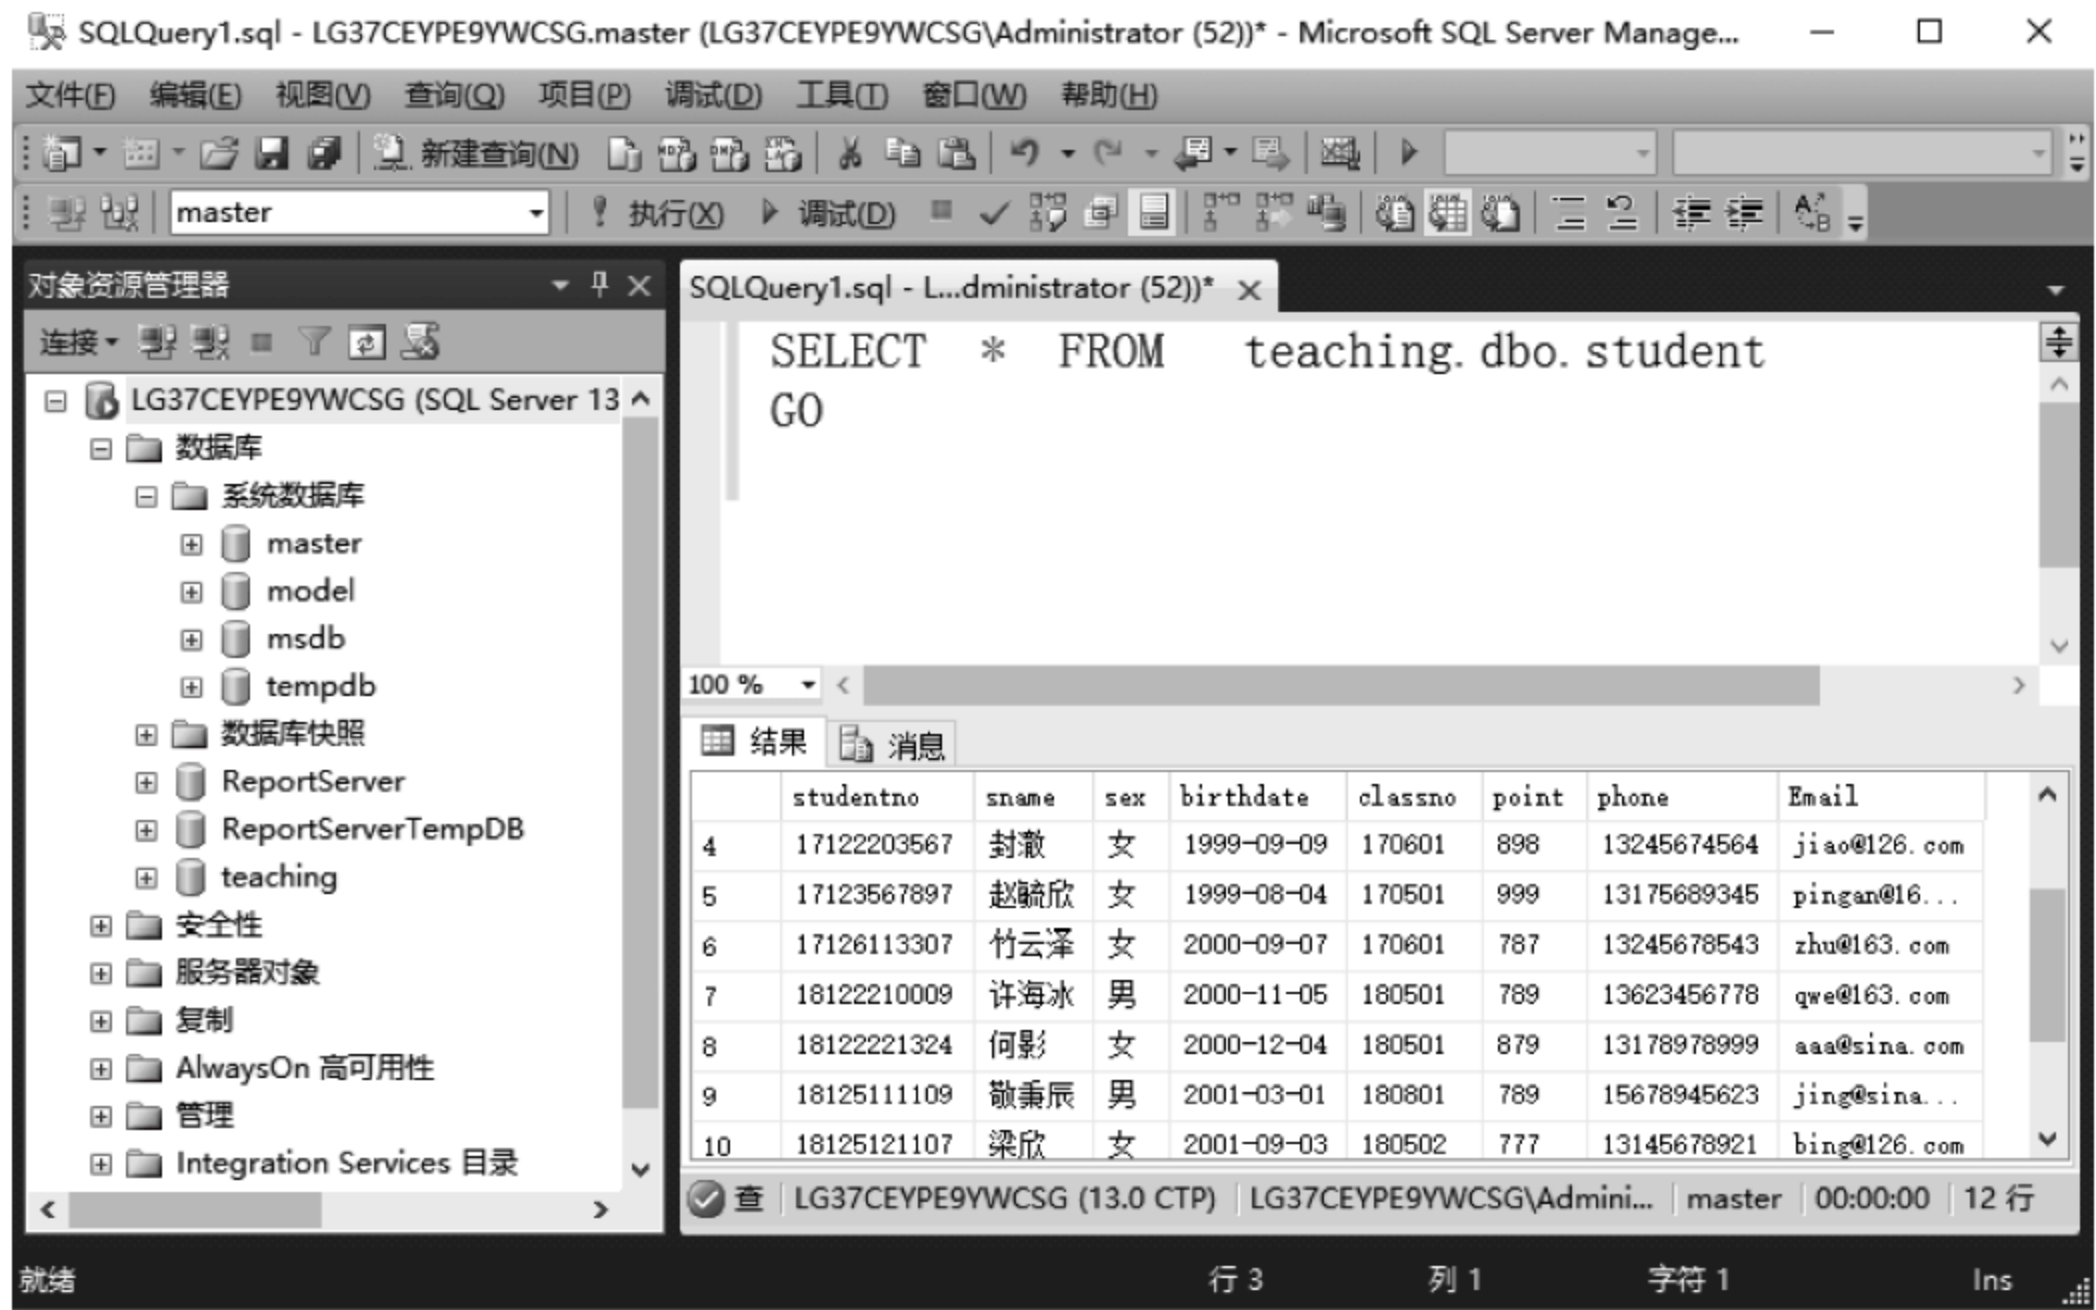 SQLQuery1.sql - LG37CEYPE9YWCSG.master (LG37CEYPE9YWCSG\Administrator (52))* - Microsoft SQL Server Manage...
文件(F) 编辑(E) 视图(V) 查询(Q) 项目(P) 调试(D) 工具(T) 窗口(W) 帮助(H)
新建查询(N)
master 执行(X) 调试(D)
对象资源管理器
连接
LG37CEYPE9YWCSG (SQL Server 13
数据库
系统数据库
master
model
msdb
tempdb
数据库快照
ReportServer
ReportServerTempDB
teaching
安全性
服务器对象
复制
AlwaysOn 高可用性
管理
Integration Services 目录
SQLQuery1.sql - L...dministrator (52))*
SELECT * FROM teaching.dbo.student
GO
100 %
结果 消息
studentno sname sex birthdate classno point phone Email
4 17122203567 封澈 女 1999-09-09 170601 898 13245674564 jiao@126.com
5 17123567897 赵毓欣 女 1999-08-04 170501 999 13175689345 pingan@16...
6 17126113307 竹云泽 女 2000-09-07 170601 787 13245678543 zhu@163.com
7 18122210009 许海冰 男 2000-11-05 180501 789 13623456778 qwe@163.com
8 18122221324 何影 女 2000-12-04 180501 879 13178978999 aaa@sina.com
9 18125111109 敬秉辰 男 2001-03-01 180801 789 15678945623 jing@sina...
10 18125121107 梁欣 女 2001-09-03 180502 777 13145678921 bing@126.com
查 LG37CEYPE9YWCSG (13.0 CTP) LG37CEYPE9YWCSG\Admini... master 00:00:00 12 行
就绪 行 3 列 1 字符 1 Ins